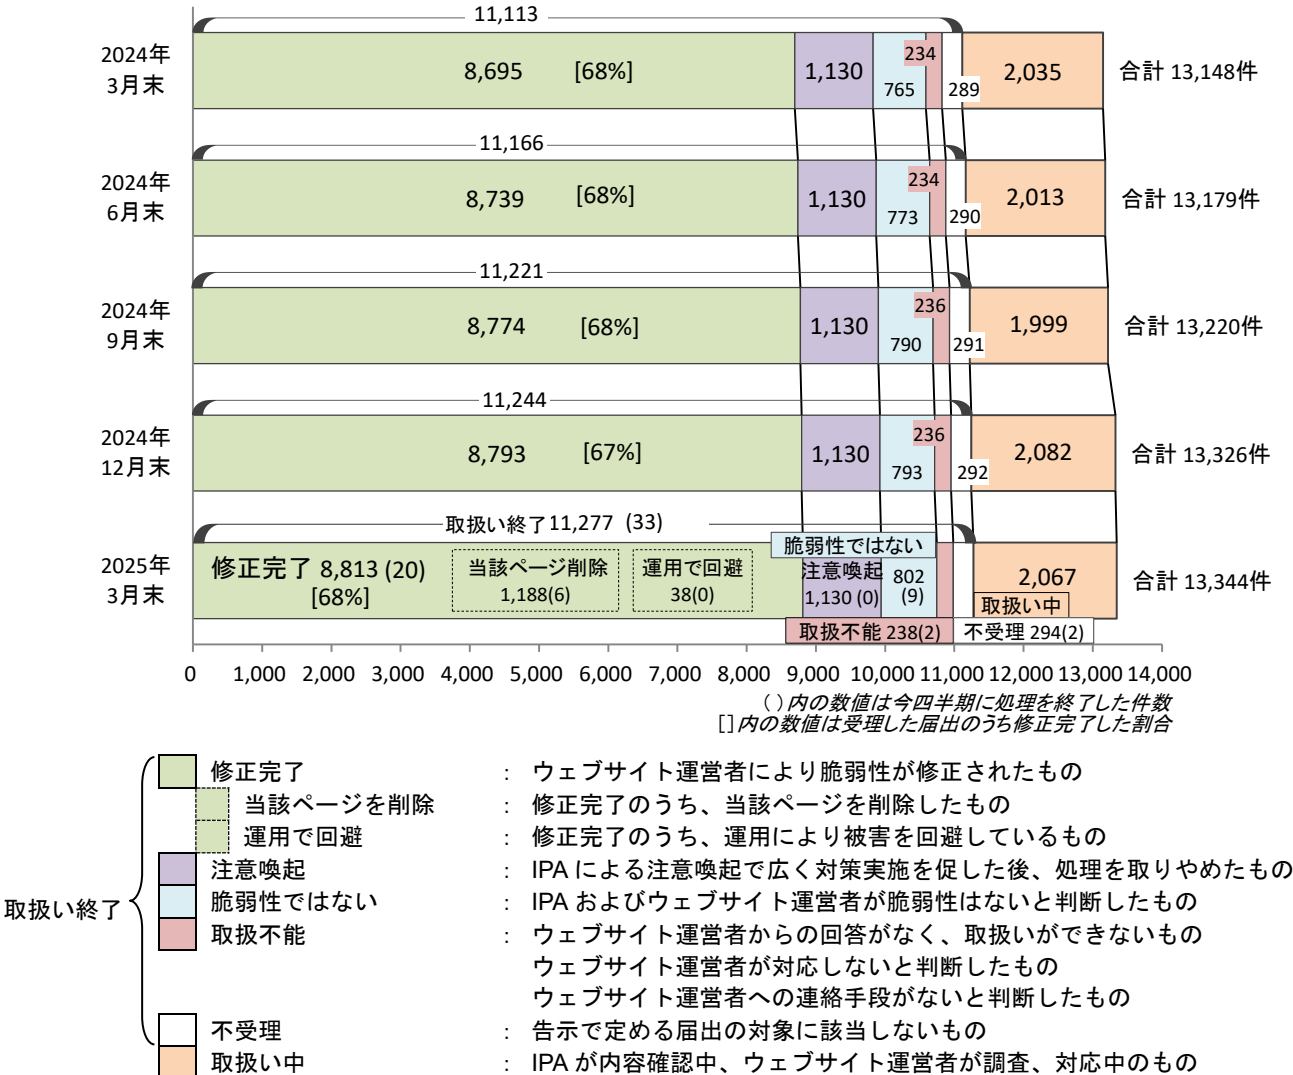 11,113
2024年
3月末
8,695 [68%] 1,130 765 234 289 2,035 合計 13,148件
11,166
2024年
6月末
8,739 [68%] 1,130 773 234 290 2,013 合計 13,179件
11,221
2024年
9月末
8,774 [68%] 1,130 790 236 291 1,999 合計 13,220件
11,244
2024年
12月末
8,793 [67%] 1,130 793 236 292 2,082 合計 13,326件
取扱い終了11,277 (33)
2025年
3月末
修正完了 8,813 (20)
[68%]
当該ページ削除
1,188(6)
運用で回避
38(0)
脆弱性ではない
注意喚起
1,130 (0)
802
(9)
2,067
取扱い中
合計 13,344件
取扱不能 238(2) 不受理 294(2)
0 1,000 2,000 3,000 4,000 5,000 6,000 7,000 8,000 9,000 10,000 11,000 12,000 13,000 14,000
( )内の数値は今四半期に処理を終了した件数
[]内の数値は受理した届出のうち修正完了した割合
取扱い終了
修正完了 : ウェブサイト運営者により脆弱性が修正されたもの
当該ページを削除 : 修正完了のうち、当該ページを削除したもの
運用で回避 : 修正完了のうち、運用により被害を回避しているもの
注意喚起 : IPA による注意喚起で広く対策実施を促した後、処理を取りやめたもの
脆弱性ではない : IPA およびウェブサイト運営者が脆弱性はないと判断したもの
取扱不能 : ウェブサイト運営者からの回答がなく、取扱いができないもの
ウェブサイト運営者が対応しないと判断したもの
ウェブサイト運営者への連絡手段がないと判断したもの
不受理 : 告示で定める届出の対象に該当しないもの
取扱い中 : IPA が内容確認中、ウェブサイト運営者が調査、対応中のもの